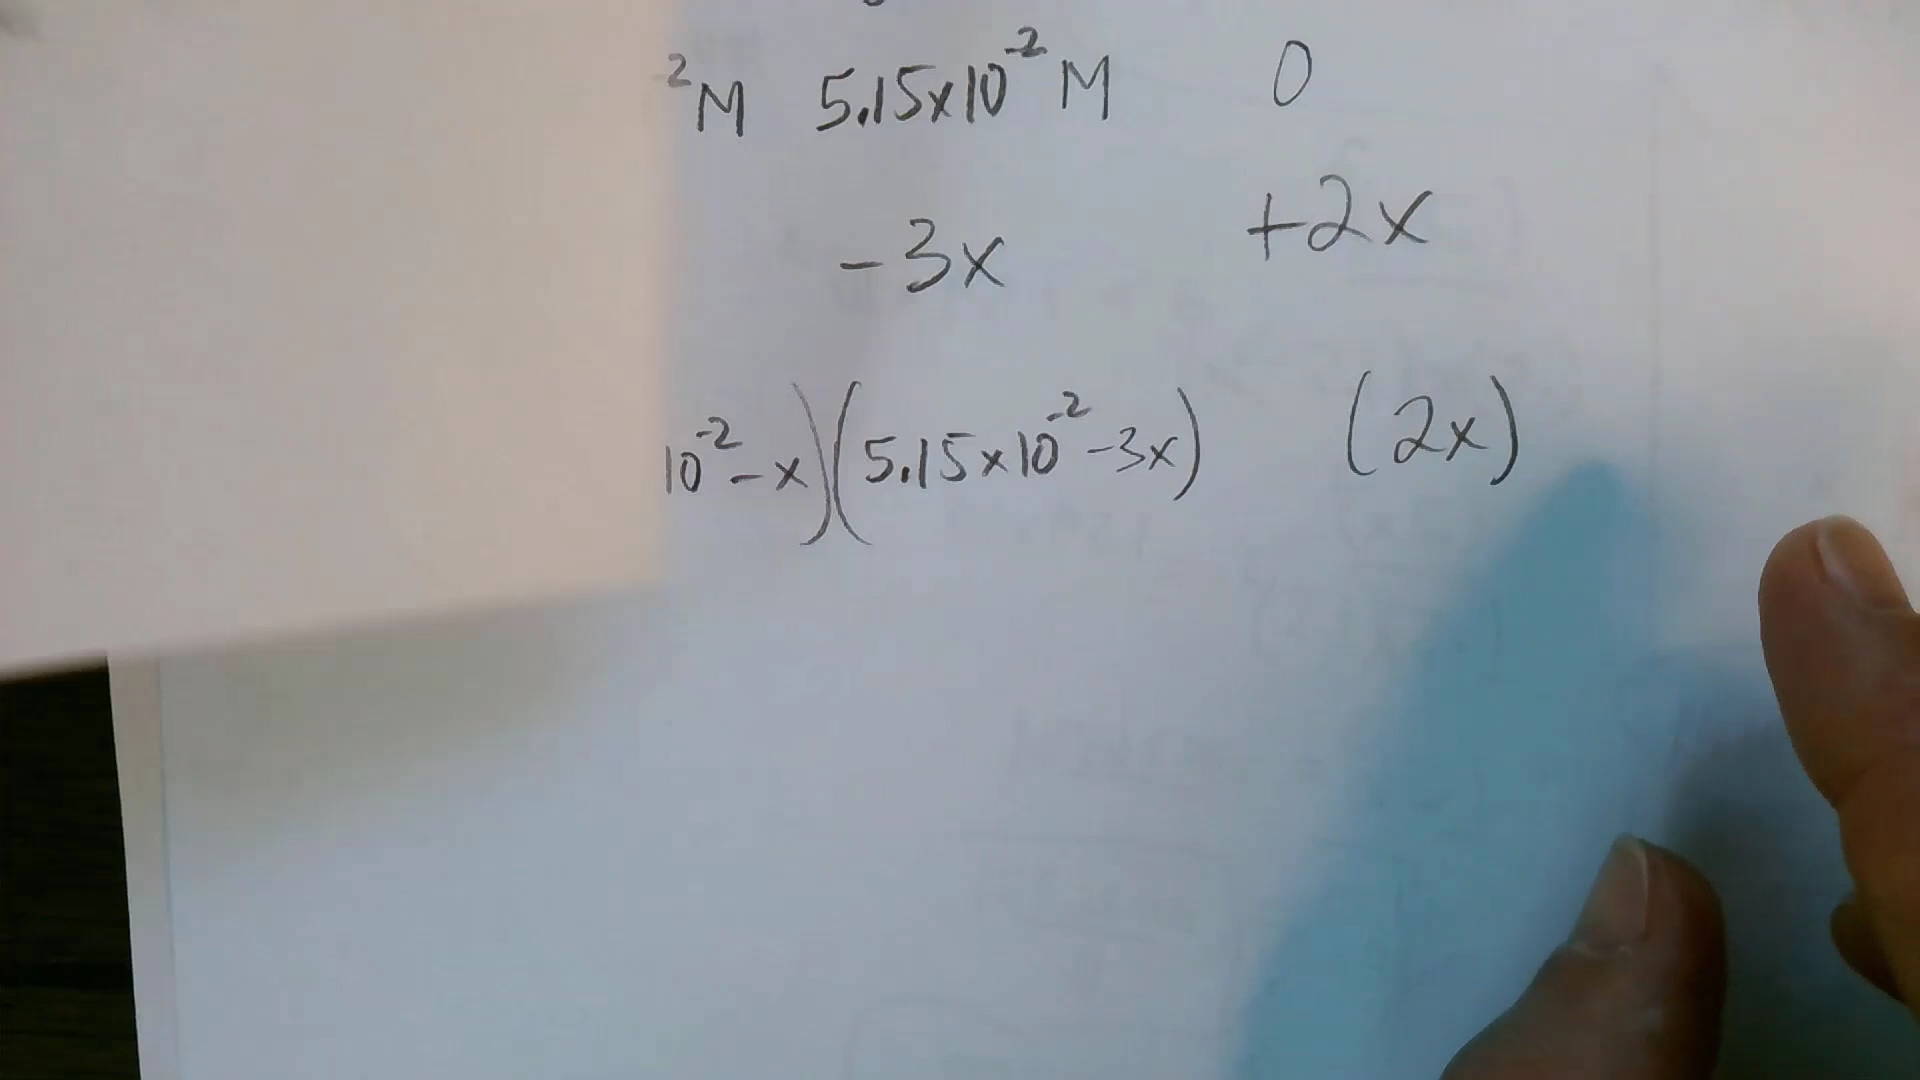 ⁻²M 5.15x10⁻² M 0
-3x +2x
10⁻²-x)(5.15x10⁻²-3x) (2x)